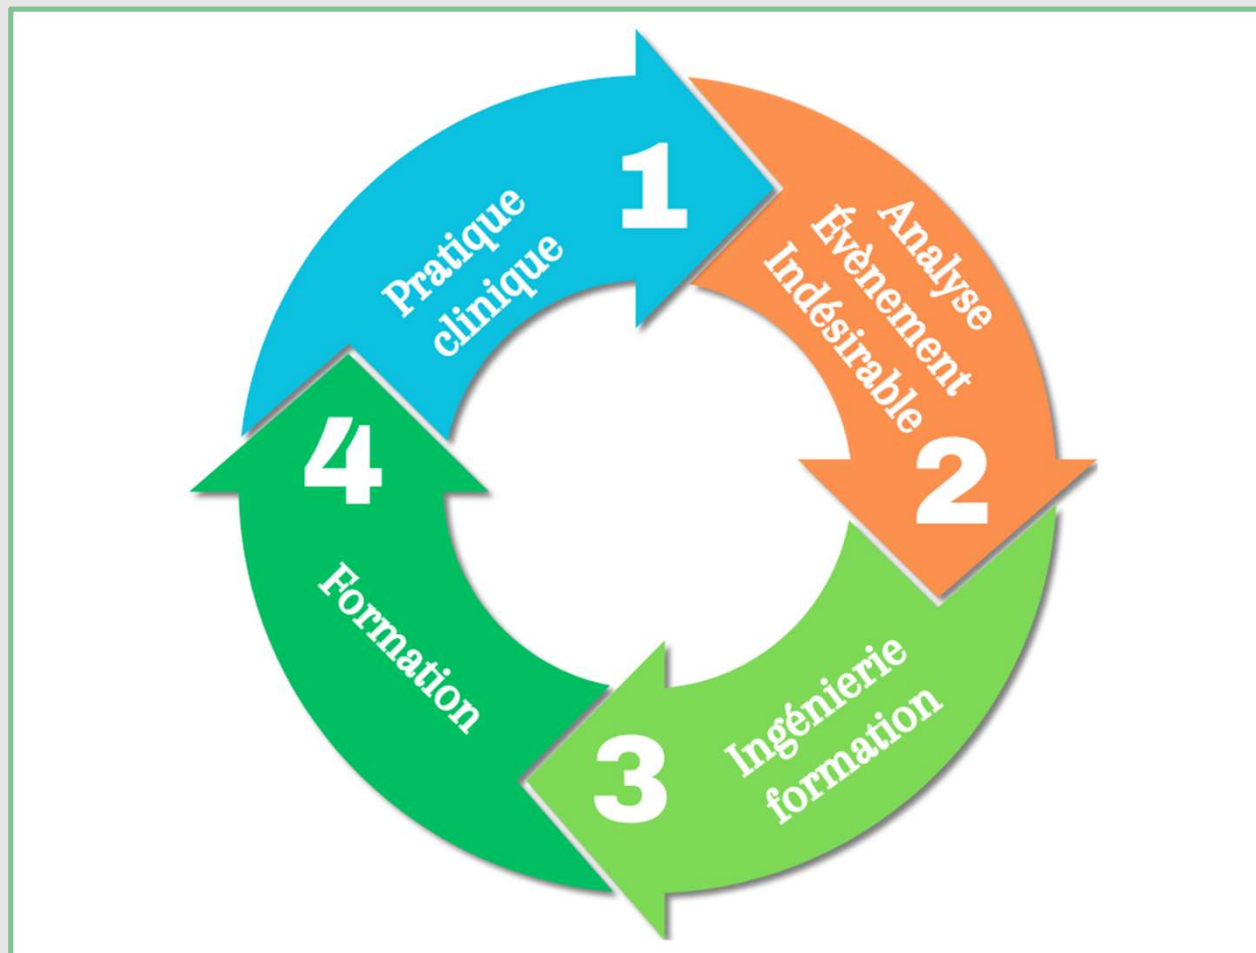 1
Pratique
clinique
Analyse
Évènement
Indésirable
2
Ingénierie
formation
3
4
Formation